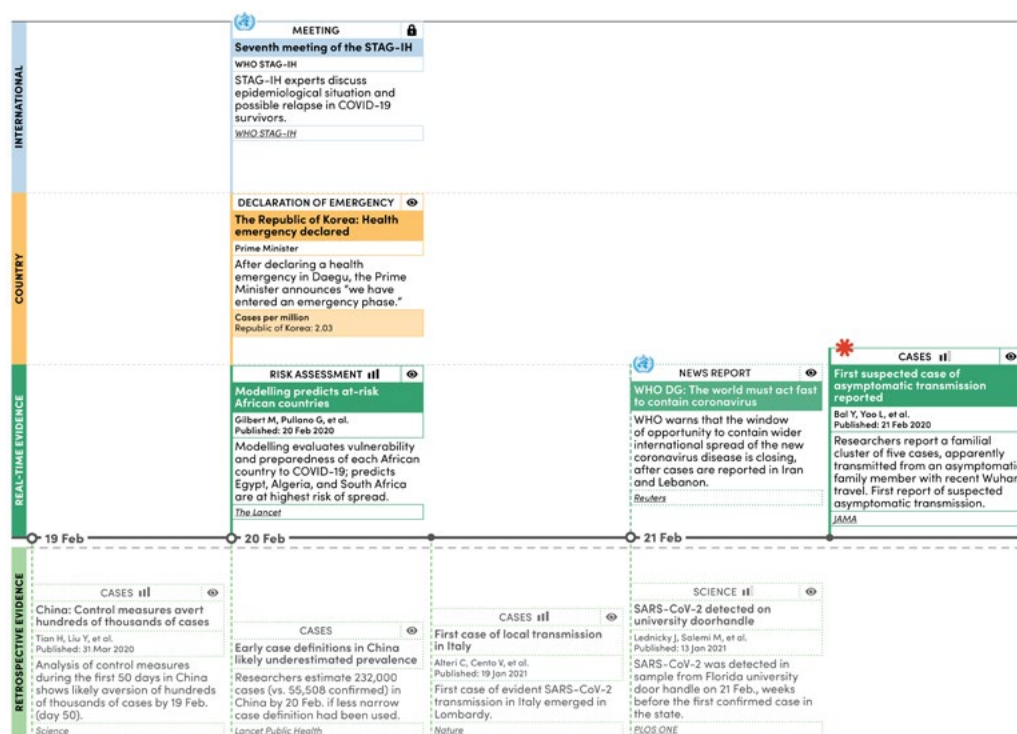 INTERNATIONAL
MEETING
Seventh meeting of the STAG-IH
WHO STAG-IH
STAG-IH experts discuss
epidemiological situation and
possible relapse in COVID-19
survivors.
WHO STAG-IH
COUNTRY
DECLARATION OF EMERGENCY
The Republic of Korea: Health
emergency declared
Prime Minister
After declaring a health
emergency in Daegu, the Prime
Minister announces "we have
entered an emergency phase."
Cases per million
Republic of Korea: 2.03
REAL-TIME EVIDENCE
RISK ASSESSMENT
Modelling predicts at-risk
African countries
Gilbert M, Pullano G, et al.
Published: 20 Feb 2020
Modelling evaluates vulnerability
and preparedness of each African
country to COVID-19; predicts
Egypt, Algeria, and South Africa
are at highest risk of spread.
The Lancet
NEWS REPORT
WHO DG: The world must act fast
to contain coronavirus
WHO warns that the window
of opportunity to contain wider
international spread of the new
coronavirus disease is closing,
after cases are reported in Iran
and Lebanon.
Reuters
CASES
First suspected case of
asymptomatic transmission
reported
Bai Y, Yao L, et al.
Published: 21 Feb 2020
Researchers report a familial
cluster of five cases, apparently
transmitted from an asymptomatic
family member with recent Wuhan
travel. First report of suspected
asymptomatic transmission.
JAMA
19 Feb
20 Feb
21 Feb
RETROSPECTIVE EVIDENCE
CASES
China: Control measures avert
hundreds of thousands of cases
Tian H, Liu Y, et al.
Published: 31 Mar 2020
Analysis of control measures
during the first 50 days in China
shows likely aversion of hundreds
of thousands of cases by 19 Feb.
(day 50).
Science
CASES
Early case definitions in China
likely underestimated prevalence
Researchers estimate 232,000
cases (vs. 55,508 confirmed) in
China by 20 Feb. if less narrow
case definition had been used.
Lancet Public Health
CASES
First case of local transmission
in Italy
Alteri C, Cento V, et al.
Published: 19 Jan 2021
First case of evident SARS-CoV-2
transmission in Italy emerged in
Lombardy.
Nature
SCIENCE
SARS-CoV-2 detected on
university doorhandle
Lednicky J, Salemi M, et al.
Published: 13 Jan 2021
SARS-CoV-2 was detected in
sample from Florida university
door handle on 21 Feb., weeks
before the first confirmed case in
the state.
PLOS ONE